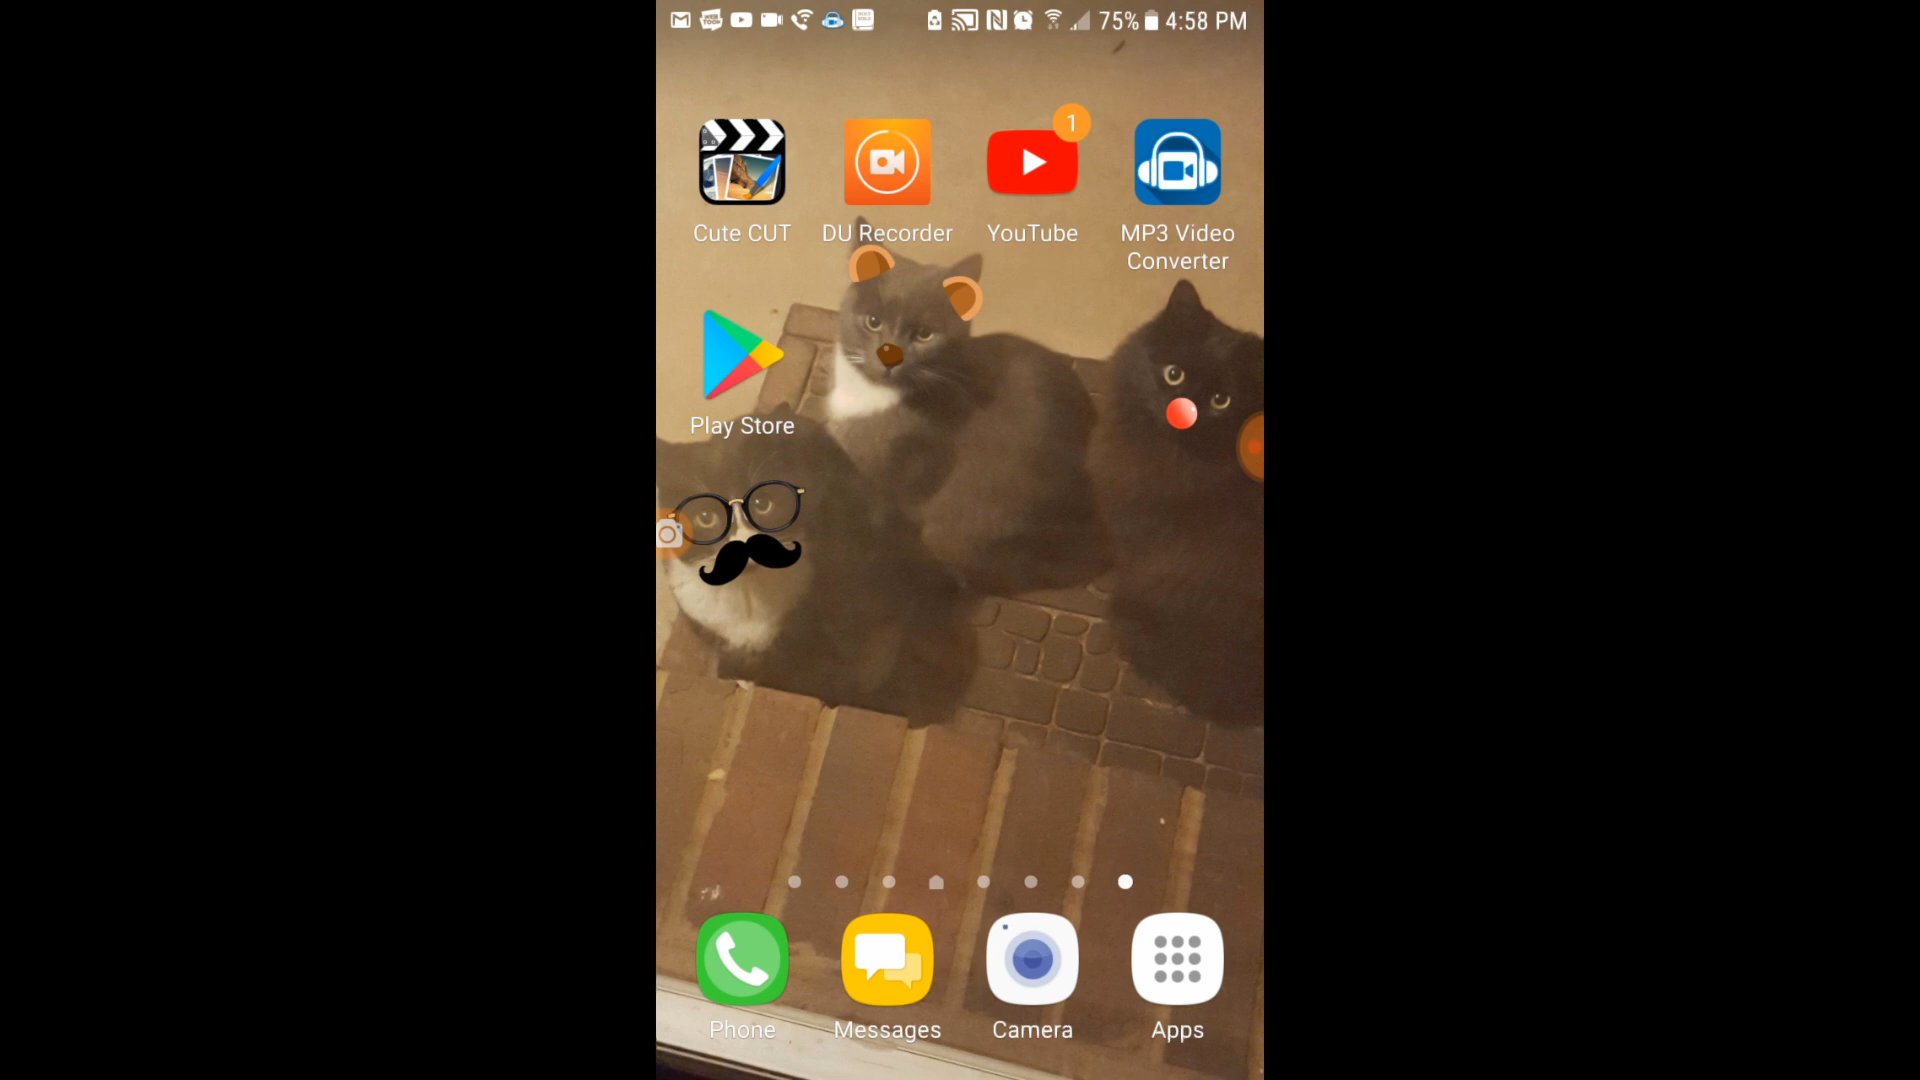 75% 4:58 PM
1
Cute CUT
DU Recorder
YouTube
MP3 Video
Converter
Play Store
Phone
Messages
Camera
Apps